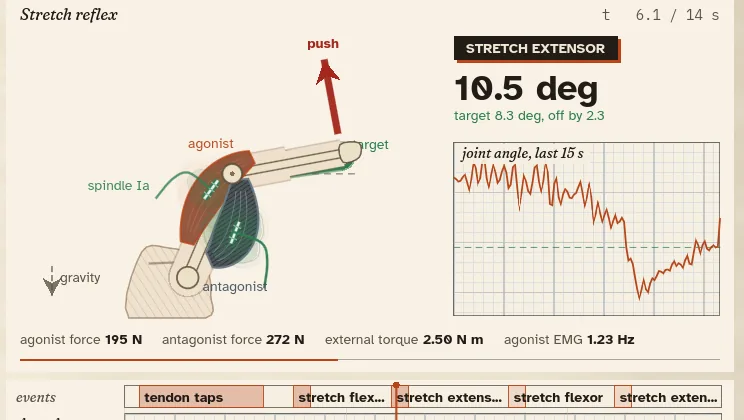 Stretch reflex
t 6.1 / 14 s
push
STRETCH EXTENSOR
10.5 deg
target 8.3 deg, off by 2.3
agonist
joint angle, last 15 s
spindle Ia
gravity
antagonist
agonist force 195 N antagonist force 272 N external torque 2.50 N m agonist EMG 1.23 Hz
events tendon taps stretch flex... stretch extens... stretch flexor stretch exten...